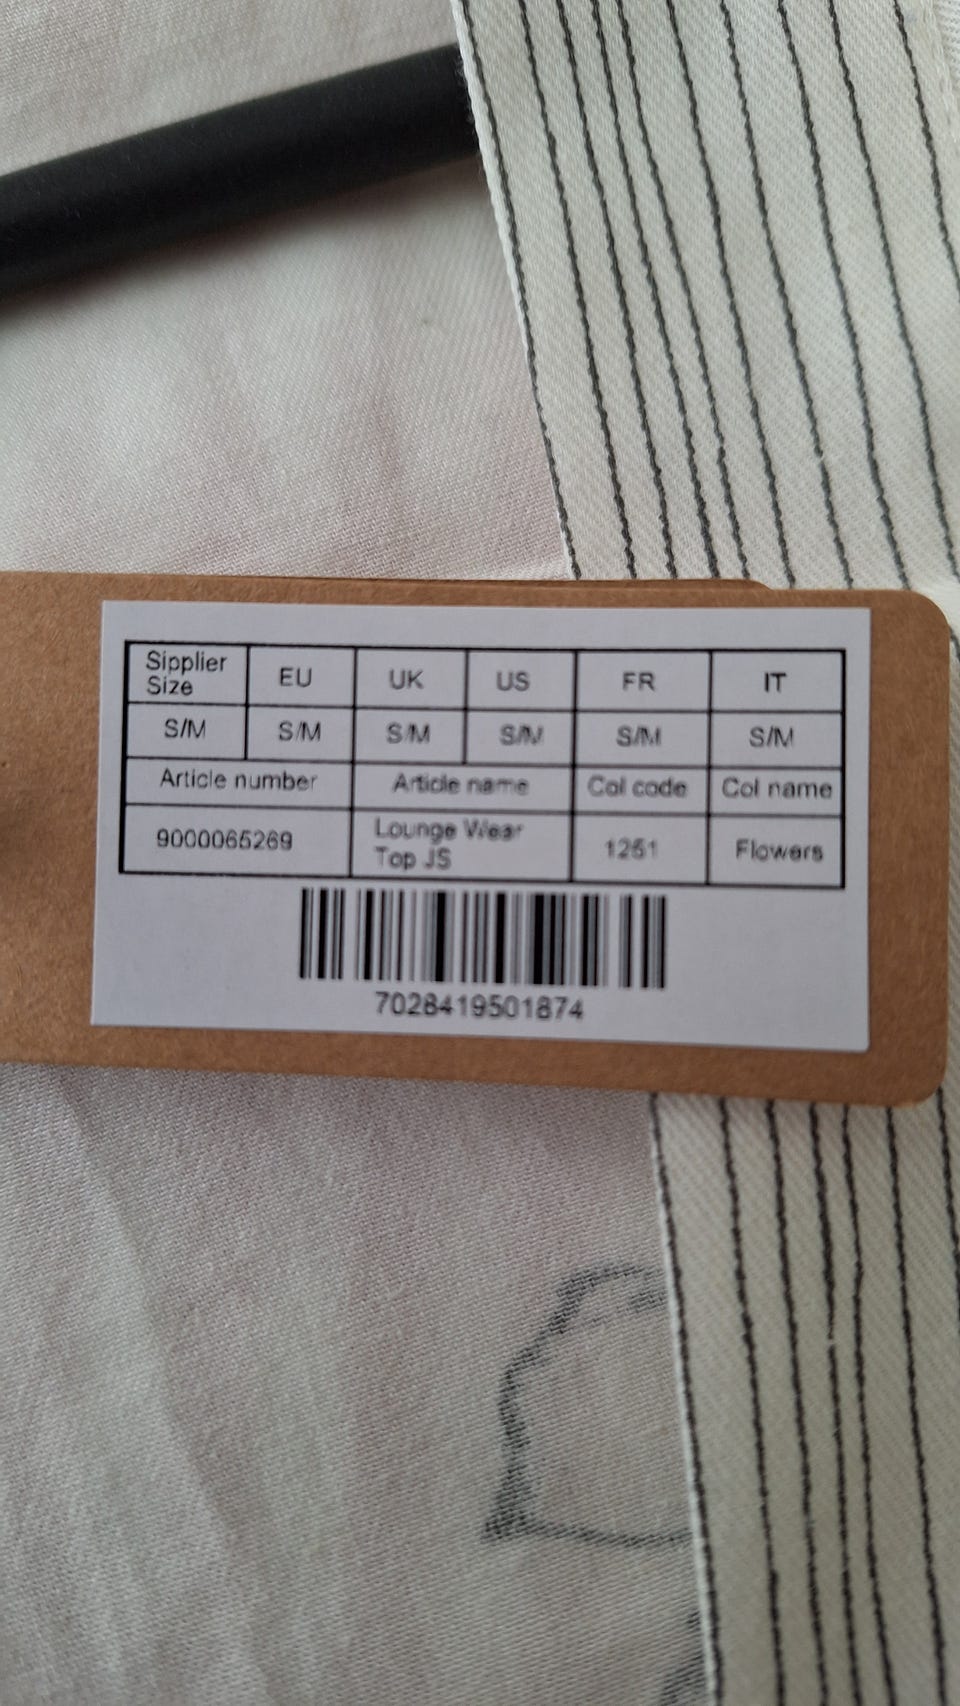 Sipplier Size EU UK US FR IT
S/M S/M S/M S/M S/M S/M
Article number Article name Col code Col name
9000065269 Lounge Wear Top JS 1251 Flowers
7028419501874